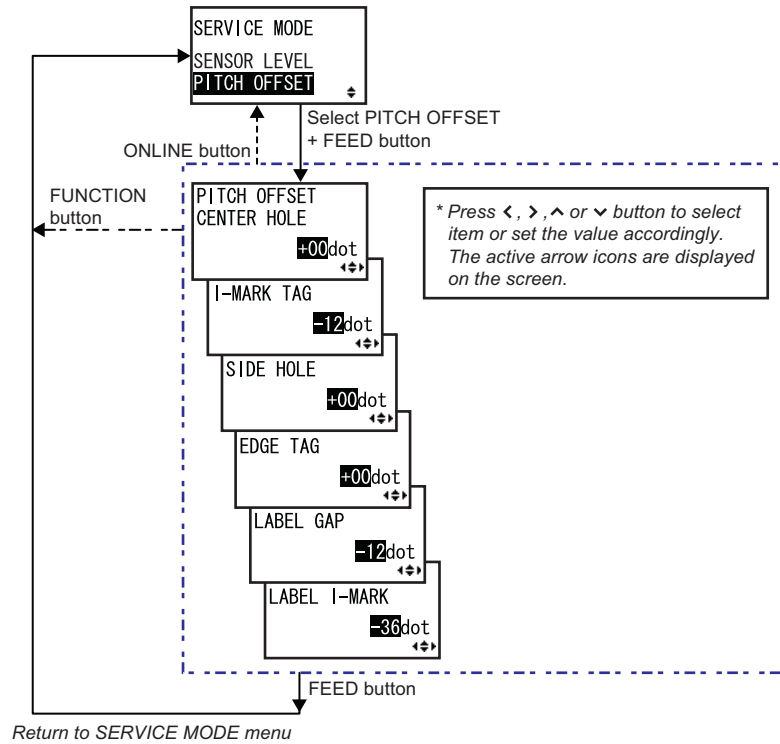 SERVICE MODE
SENSOR LEVEL
PITCH OFFSET
Select PITCH OFFSET
+ FEED button
ONLINE button
FUNCTION
button
PITCH OFFSET
CENTER HOLE
+00dot
* Press <, >, ^ or v button to select
item or set the value accordingly.
The active arrow icons are displayed
on the screen.
I-MARK TAG
-12dot
SIDE HOLE
+00dot
EDGE TAG
+00dot
LABEL GAP
-12dot
LABEL I-MARK
-36dot
FEED button
Return to SERVICE MODE menu